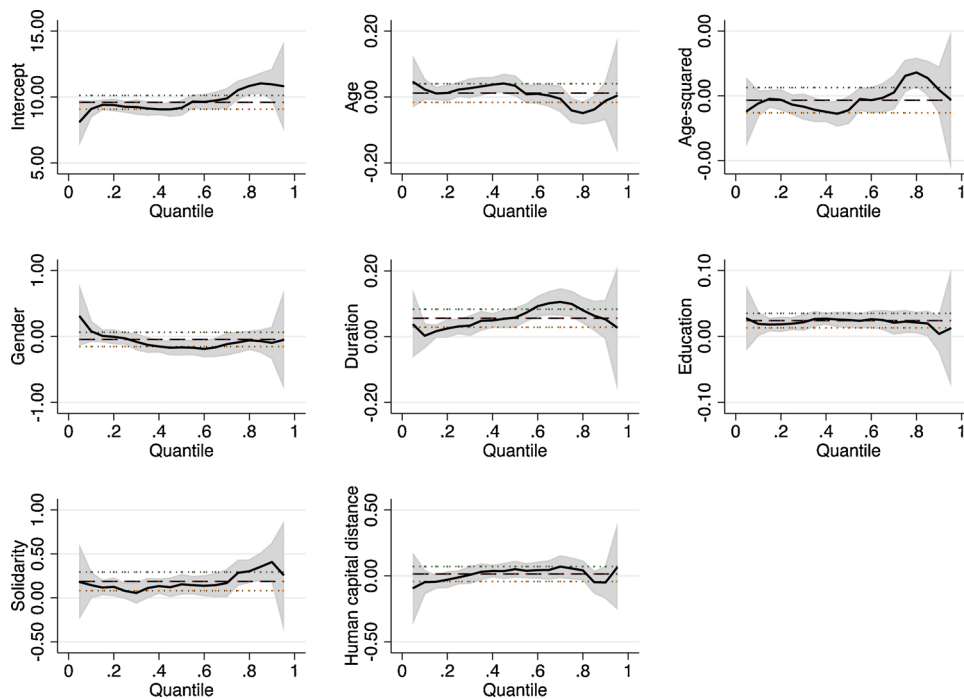 Intercept
15.00
10.00
5.00
0 .2 .4 .6 .8 1
Quantile
Age
0.20
0.00
-0.20
0 .2 .4 .6 .8 1
Quantile
Age-squared
0.00
0.00
-0.00
0 .2 .4 .6 .8 1
Quantile
Gender
1.00
0.00
-1.00
0 .2 .4 .6 .8 1
Quantile
Duration
0.20
0.00
-0.20
0 .2 .4 .6 .8 1
Quantile
Education
0.10
0.00
-0.10
0 .2 .4 .6 .8 1
Quantile
Solidarity
1.00
0.50
0.00
-0.50
0 .2 .4 .6 .8 1
Quantile
Human capital distance
0.50
0.00
-0.50
0 .2 .4 .6 .8 1
Quantile